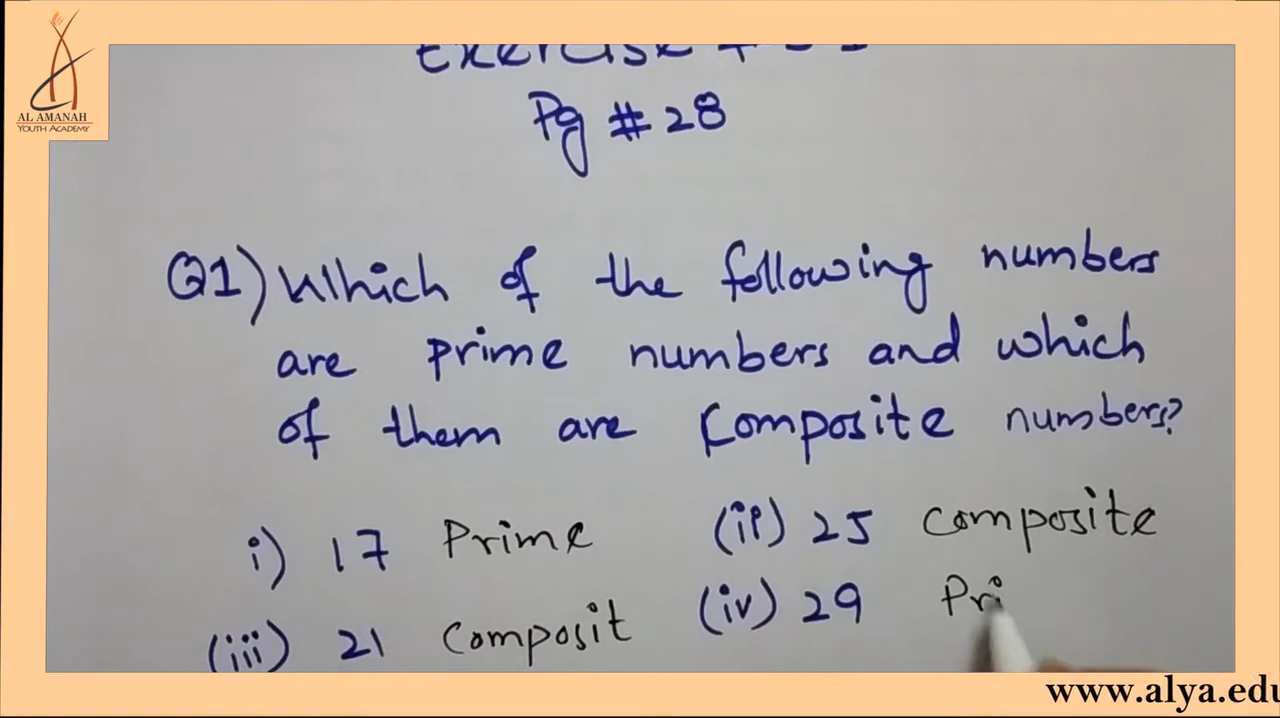 AL AMANAH
YOUTH ACADEMY
Exercise #
Pg # 28
Q1) Which of the following numbers
are prime numbers and which
of them are Composite numbers?
i) 17 Prime (ii) 25 Composite
(iii) 21 Composit (iv) 29 Pri
www.alya.edu